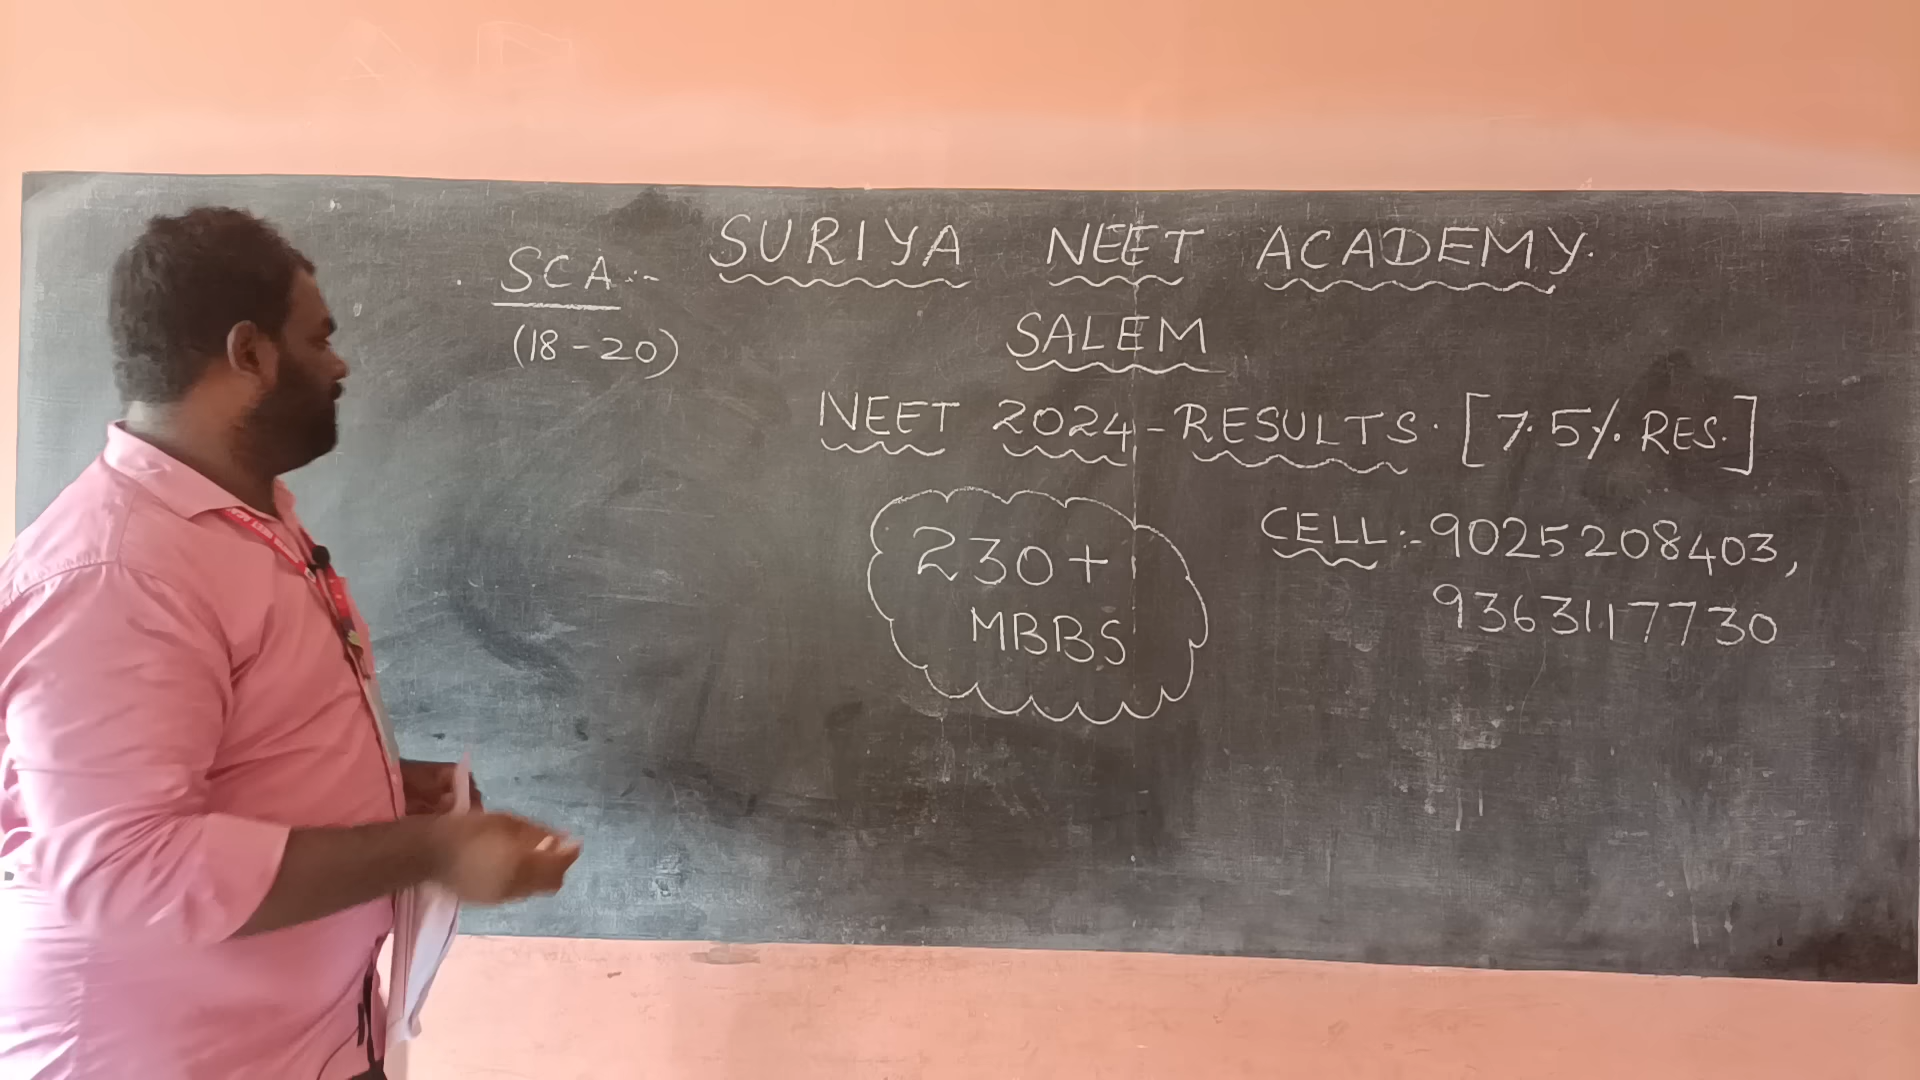 SURIYA NEET ACADEMY.
SCA:-
(18-20)
SALEM
NEET 2024-RESULTS. [7.5% RES.]
230+
MBBS
CELL:-9025208403,
9363117730